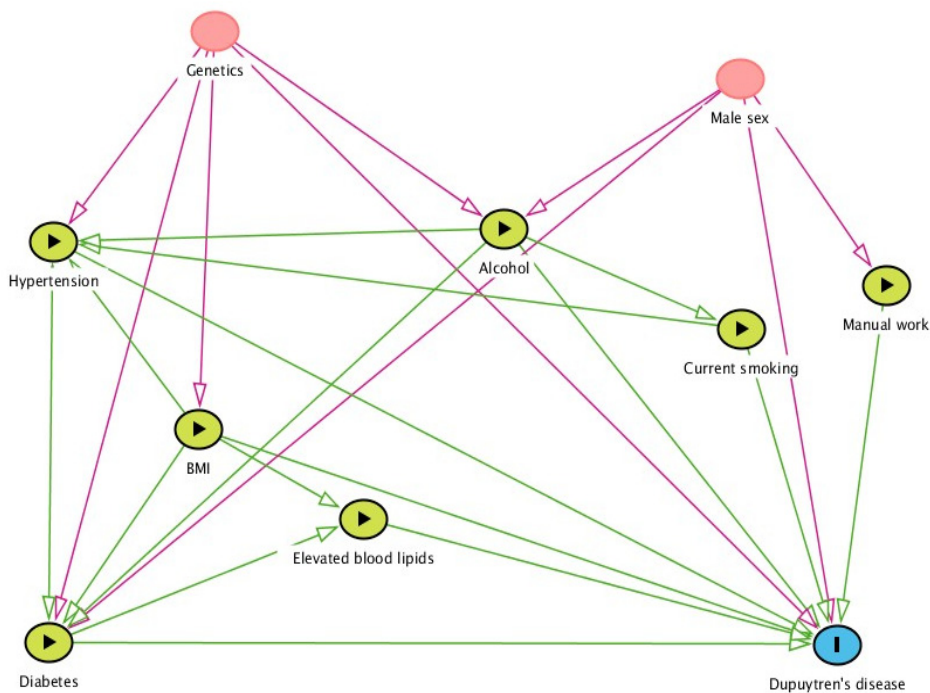 Genetics
Male sex
Hypertension
Alcohol
Manual work
Current smoking
BMI
Elevated blood lipids
Diabetes
Dupuytren's disease